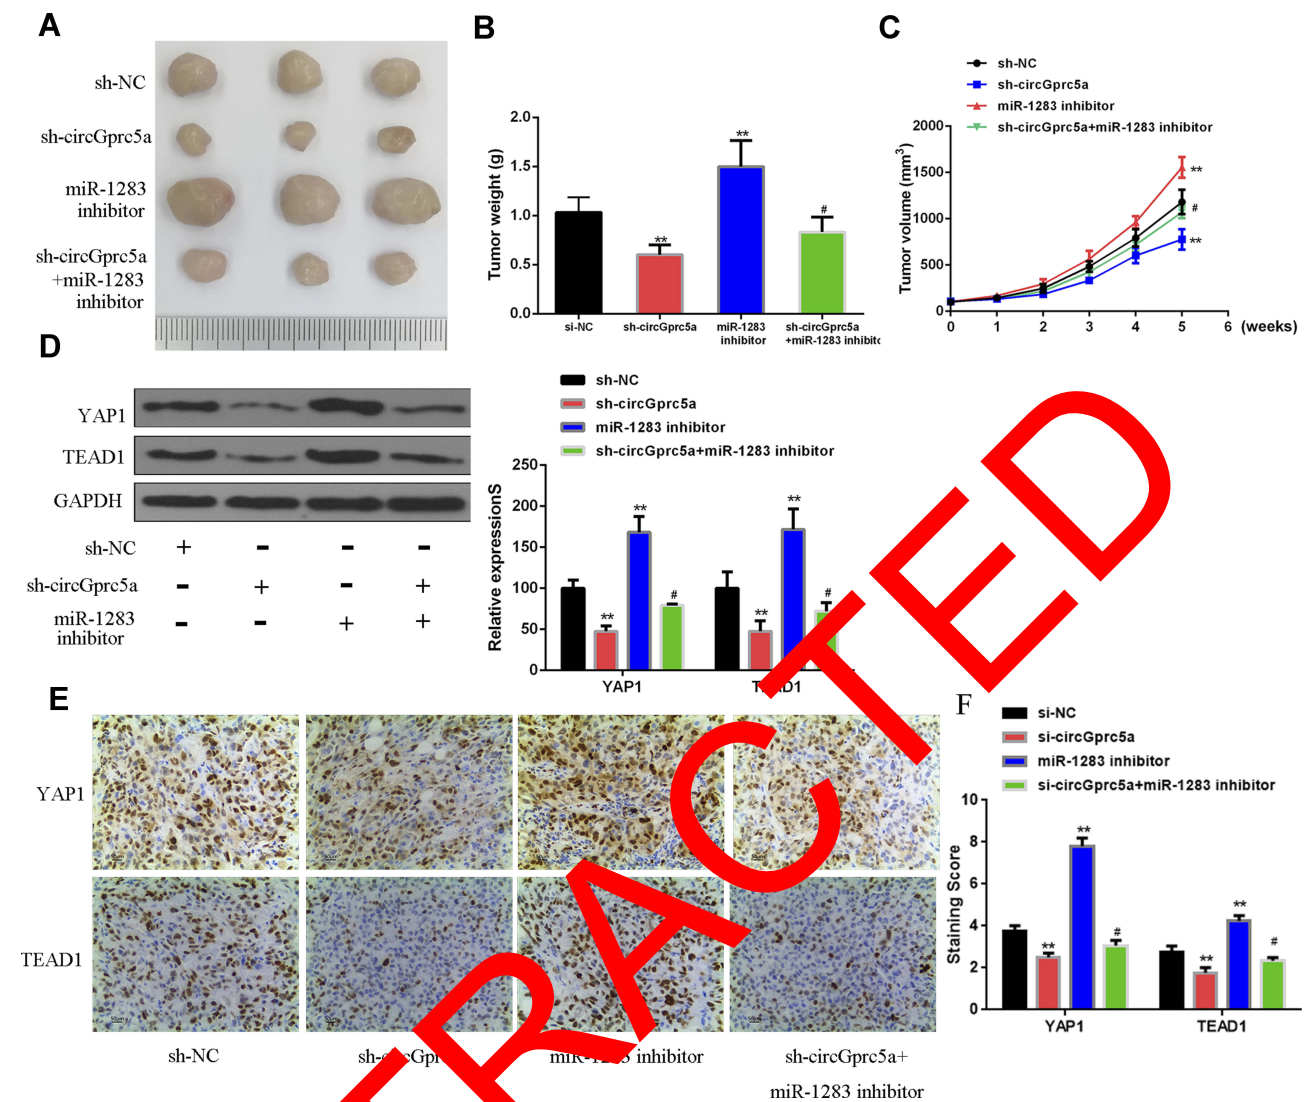 A
sh-NC
sh-circGprc5a
miR-1283
inhibitor
sh-circGprc5a
+miR-1283
inhibitor
B
Tumor weight (g)
2.0
1.5
1.0
0.5
0.0
**
**
#
si-NC
sh-circGprc5a
miR-1283
inhibitor
sh-circGprc5a
+miR-1283 inhibitc
C
sh-NC
sh-circGprc5a
miR-1283 inhibitor
sh-circGprc5a+miR-1283 inhibitor
Tumor volume (mm³)
2000
1500
1000
500
0
**
#
**
0 1 2 3 4 5 6 (weeks)
D
YAP1
TEAD1
GAPDH
sh-NC + - - -
sh-circGprc5a - + - +
miR-1283
inhibitor - - + +
sh-NC
sh-circGprc5a
miR-1283 inhibitor
sh-circGprc5a+miR-1283 inhibitor
Relative expressionS
250
200
150
100
50
0
**
**
#
**
**
#
YAP1
E
YAP1
TEAD1
sh-NC
miR-1283 inhibitor
sh-circGprc5a+
miR-1283 inhibitor
F
si-NC
si-circGprc5a
miR-1283 inhibitor
si-circGprc5a+miR-1283 inhibitor
Staining Score
10
8
6
4
2
0
**
**
#
**
**
#
YAP1 TEAD1
RACTED